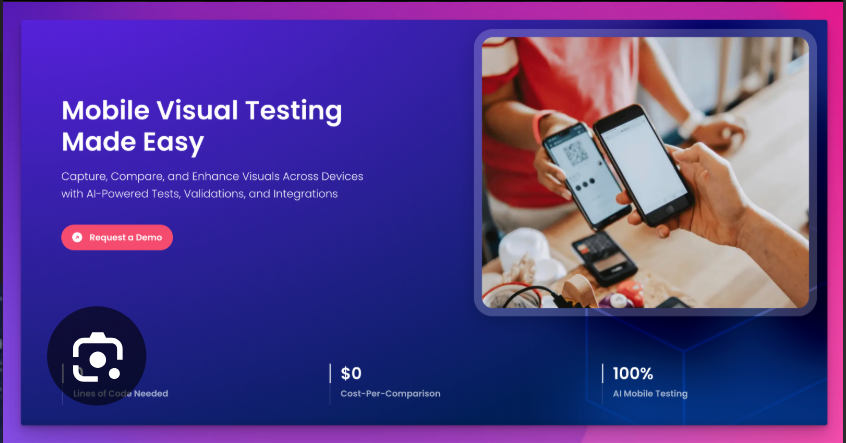 Mobile Visual Testing
Made Easy
Capture, Compare, and Enhance Visuals Across Devices
with AI-Powered Tests, Validations, and Integrations
Request a Demo
$0
100%
Lines of Code Needed
Cost-Per-Comparison
AI Mobile Testing